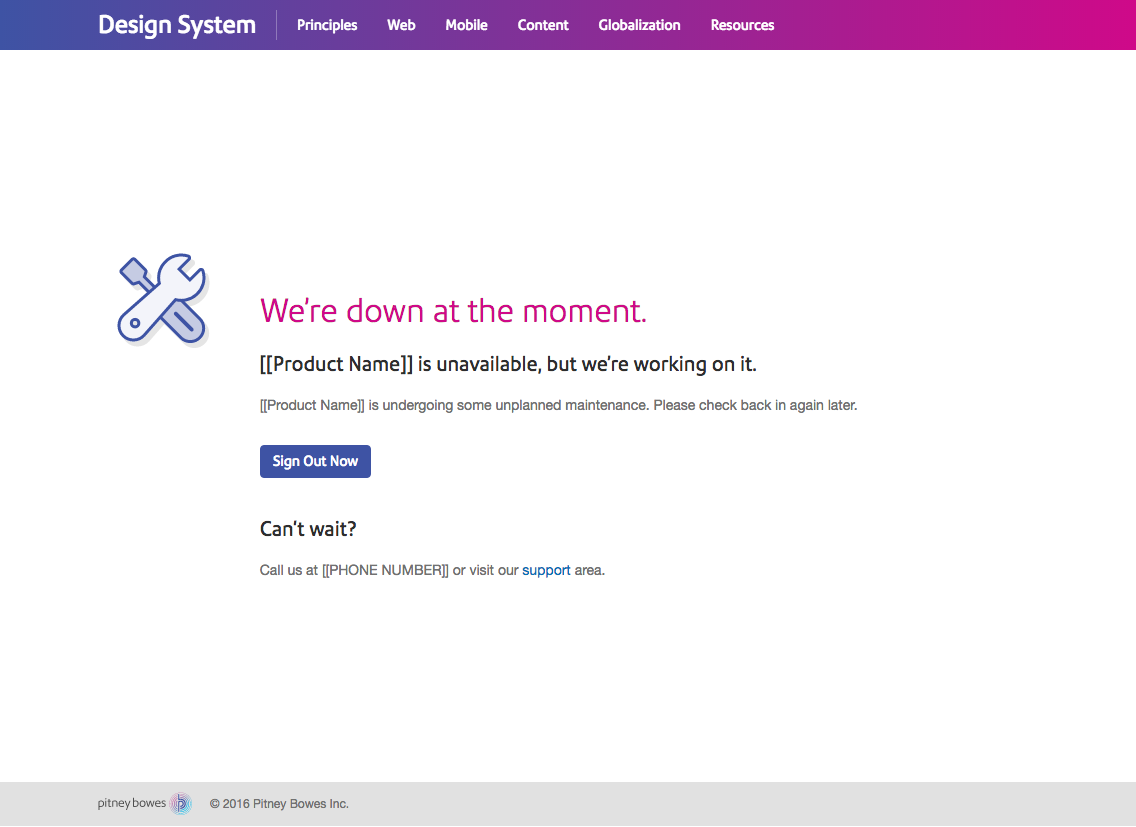 Design System Principles Web Mobile Content Globalization Resources
We're down at the moment.
[[Product Name]] is unavailable, but we're working on it.
[[Product Name]] is undergoing some unplanned maintenance. Please check back in again later.
Sign Out Now
Can't wait?
Call us at [[PHONE NUMBER]] or visit our support area.
pitney bowes © 2016 Pitney Bowes Inc.